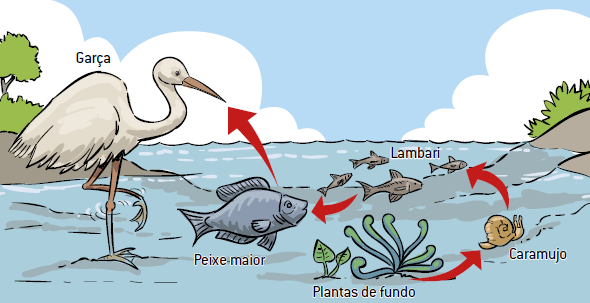 Garça
Lambari
Peixe maior
Caramujo
Plantas de fundo